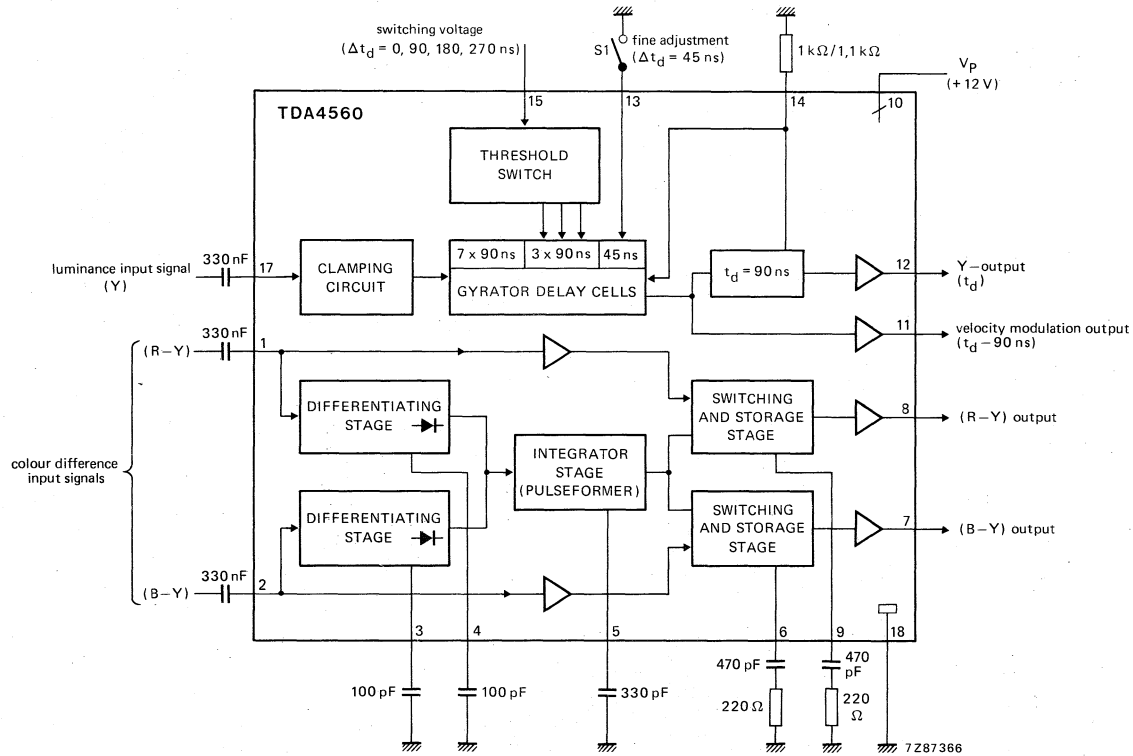 switching voltage
(Δtd = 0, 90, 180, 270 ns)
S1
fine adjustment
(Δtd = 45 ns)
1 kΩ/1,1 kΩ
VP
(+12 V)
TDA4560
15
13
14
10
THRESHOLD
SWITCH
luminance input signal
(Y)
330 nF
17
CLAMPING
CIRCUIT
7 x 90 ns
3 x 90 ns
45 ns
GYRATOR DELAY CELLS
td = 90 ns
12
Y-output
(td)
11
velocity modulation output
(td - 90 ns)
330 nF
(R-Y)
1
DIFFERENTIATING
STAGE
SWITCHING
AND STORAGE
STAGE
8
(R-Y) output
colour difference
input signals
INTEGRATOR
STAGE
(PULSEFORMER)
DIFFERENTIATING
STAGE
SWITCHING
AND STORAGE
STAGE
7
(B-Y) output
330 nF
(B-Y)
2
3
4
5
6
9
18
100 pF
100 pF
330 pF
470 pF
470
pF
220 Ω
220
Ω
7Z87366